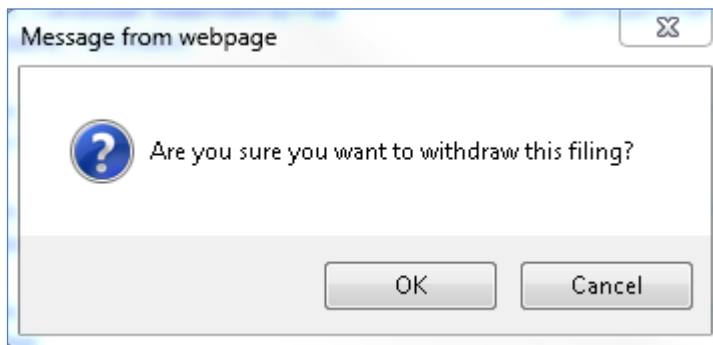 Message from webpage
Are you sure you want to withdraw this filing?
OK
Cancel